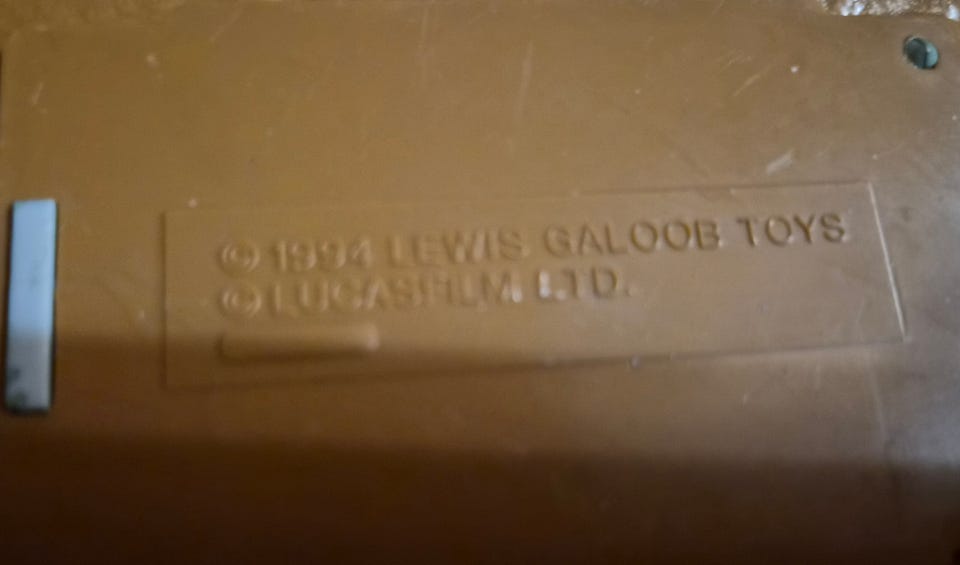 © 1994 LEWIS GALOOB TOYS
© LUCASFILM LTD.